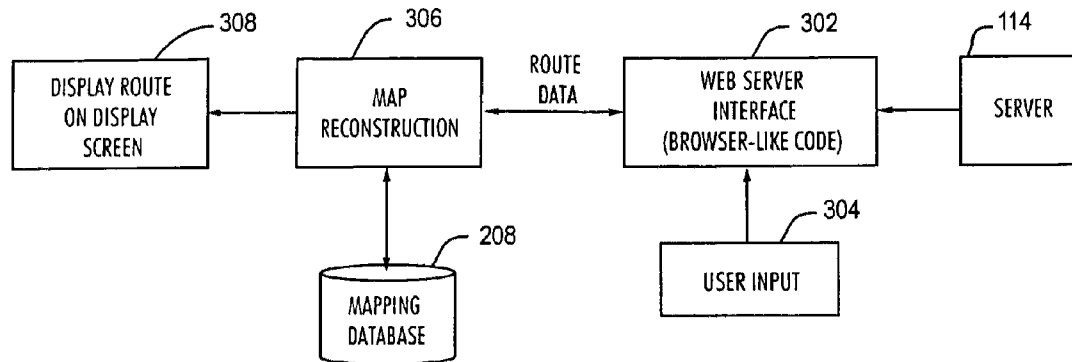 308
306
302
114
DISPLAY ROUTE
ON DISPLAY
SCREEN
MAP
RECONSTRUCTION
ROUTE
DATA
WEB SERVER
INTERFACE
(BROWSER-LIKE CODE)
SERVER
208
MAPPING
DATABASE
304
USER INPUT